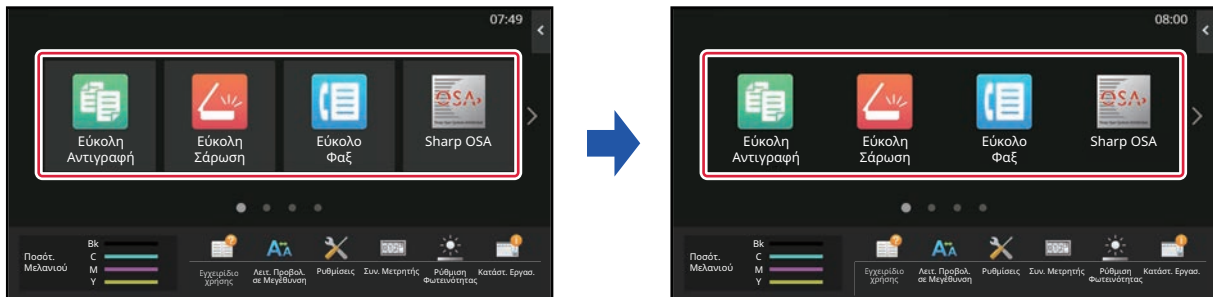 07:49
Εύκολη Αντιγραφή
Εύκολη Σάρωση
Εύκολο Φαξ
OSA
Sharp OSA
Ποσότ. Μελανιού
Bk
C
M
Y
Εγχειρίδιο χρήσης
Λειτ. Προβολ. σε Μεγέθυνση
Ρυθμίσεις
Συν. Μετρητής
Ρύθμιση Φωτεινότητας
Κατάστ. Εργασ.
08:00
Εύκολη Αντιγραφή
Εύκολη Σάρωση
Εύκολο Φαξ
OSA
Sharp OSA
Ποσότ. Μελανιού
Bk
C
M
Y
Εγχειρίδιο χρήσης
Λειτ. Προβολ. σε Μεγέθυνση
Ρυθμίσεις
Συν. Μετρητής
Ρύθμιση Φωτεινότητας
Κατάστ. Εργασ.